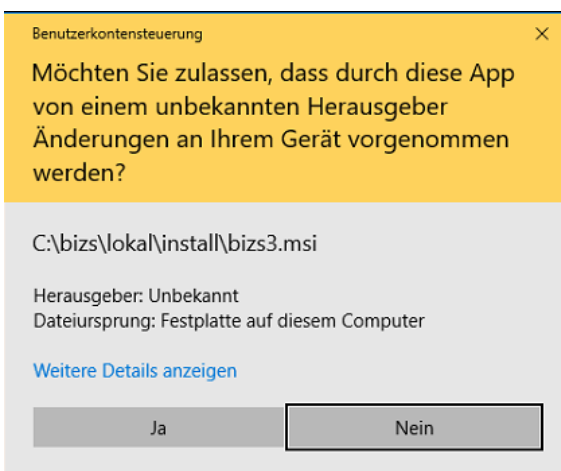 Benutzerkontensteuerung
Möchten Sie zulassen, dass durch diese App
von einem unbekannten Herausgeber
Änderungen an Ihrem Gerät vorgenommen
werden?
C:\bizs\lokal\install\bizs3.msi
Herausgeber: Unbekannt
Dateiursprung: Festplatte auf diesem Computer
Weitere Details anzeigen
Ja
Nein